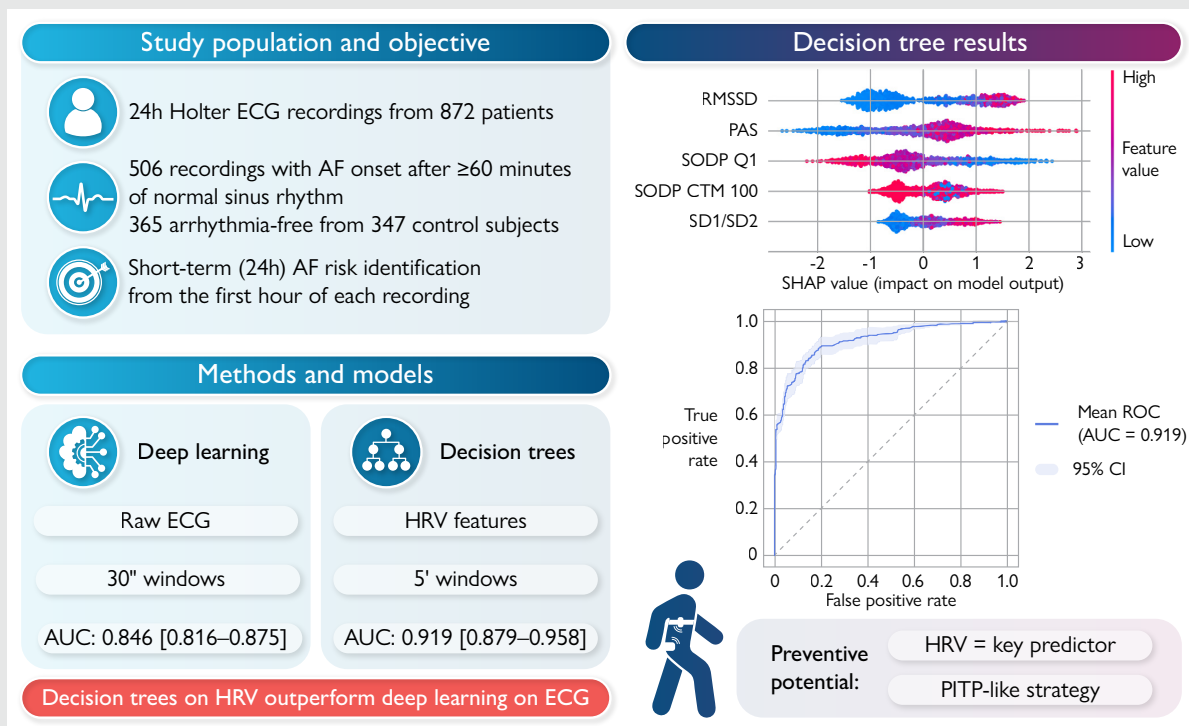 Study population and objective
24h Holter ECG recordings from 872 patients
506 recordings with AF onset after ≥60 minutes
of normal sinus rhythm
365 arrhythmia-free from 347 control subjects
Short-term (24h) AF risk identification
from the first hour of each recording
Methods and models
Deep learning
Raw ECG
30" windows
AUC: 0.846 [0.816–0.875]
Decision trees
HRV features
5' windows
AUC: 0.919 [0.879–0.958]
Decision trees on HRV outperform deep learning on ECG
Decision tree results
RMSSD
PAS
SODP Q1
SODP CTM 100
SD1/SD2
-2 -1 0 1 2 3
SHAP value (impact on model output)
High
Feature
value
Low
1.0
0.8
0.6
0.4
0.2
0
True
positive
rate
0 0.2 0.4 0.6 0.8 1.0
False positive rate
Mean ROC
(AUC = 0.919)
95% CI
Preventive
potential:
HRV = key predictor
PITP-like strategy